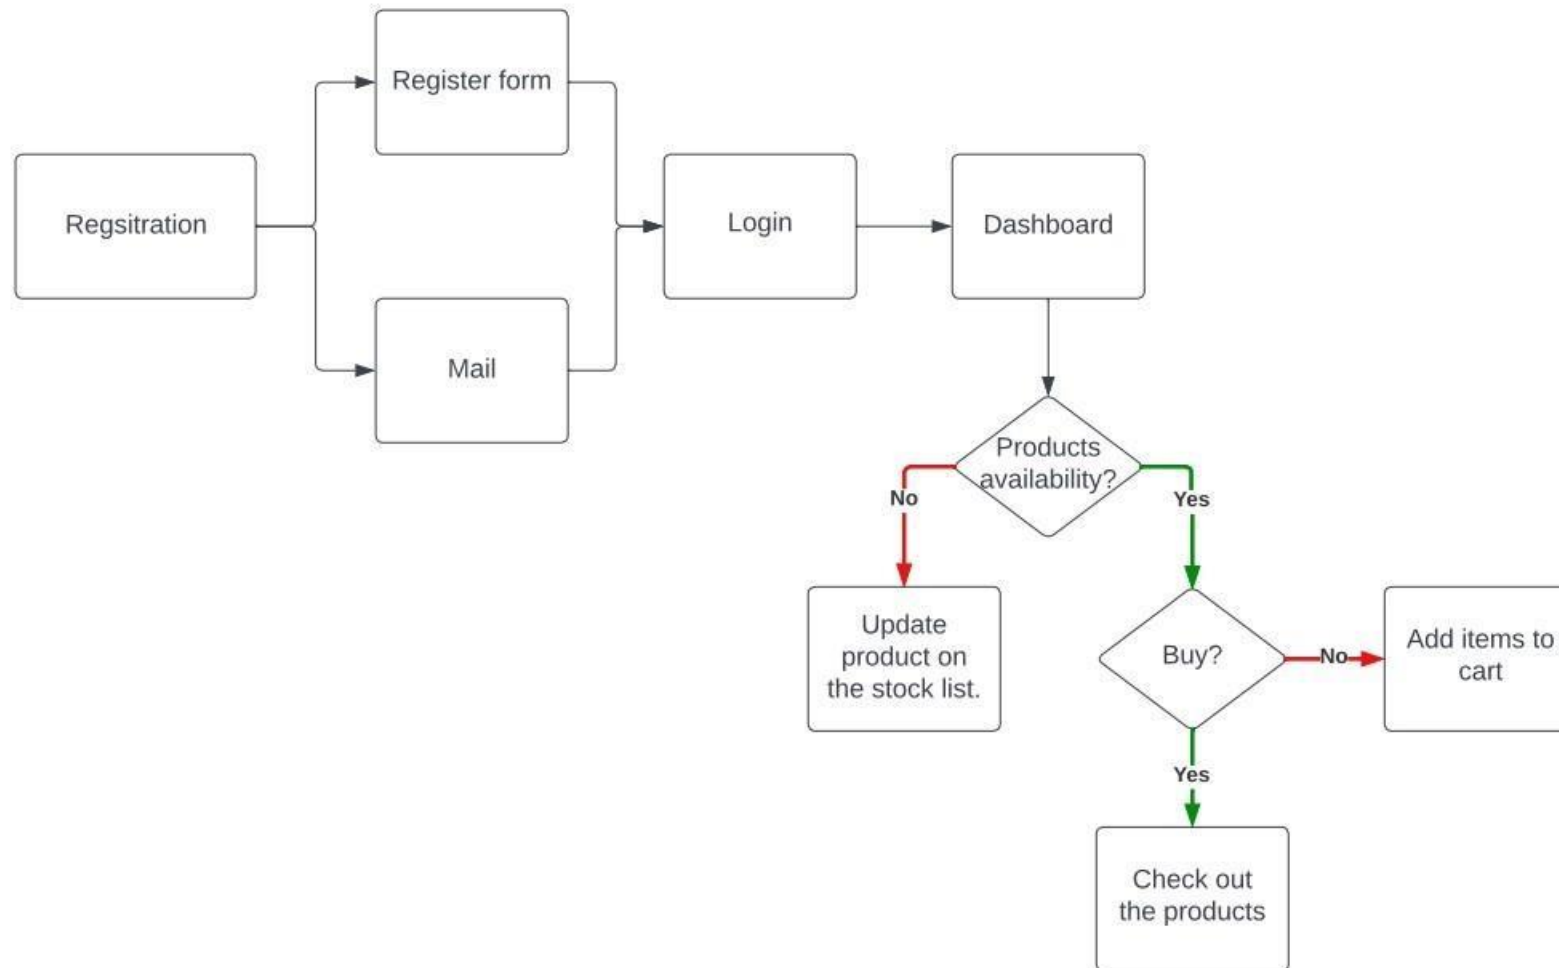 Register form
Regsitration
Login
Dashboard
Mail
Products
availability?
No
Yes
Update
product on
the stock list.
Buy?
No
Add items to
cart
Yes
Check out
the products